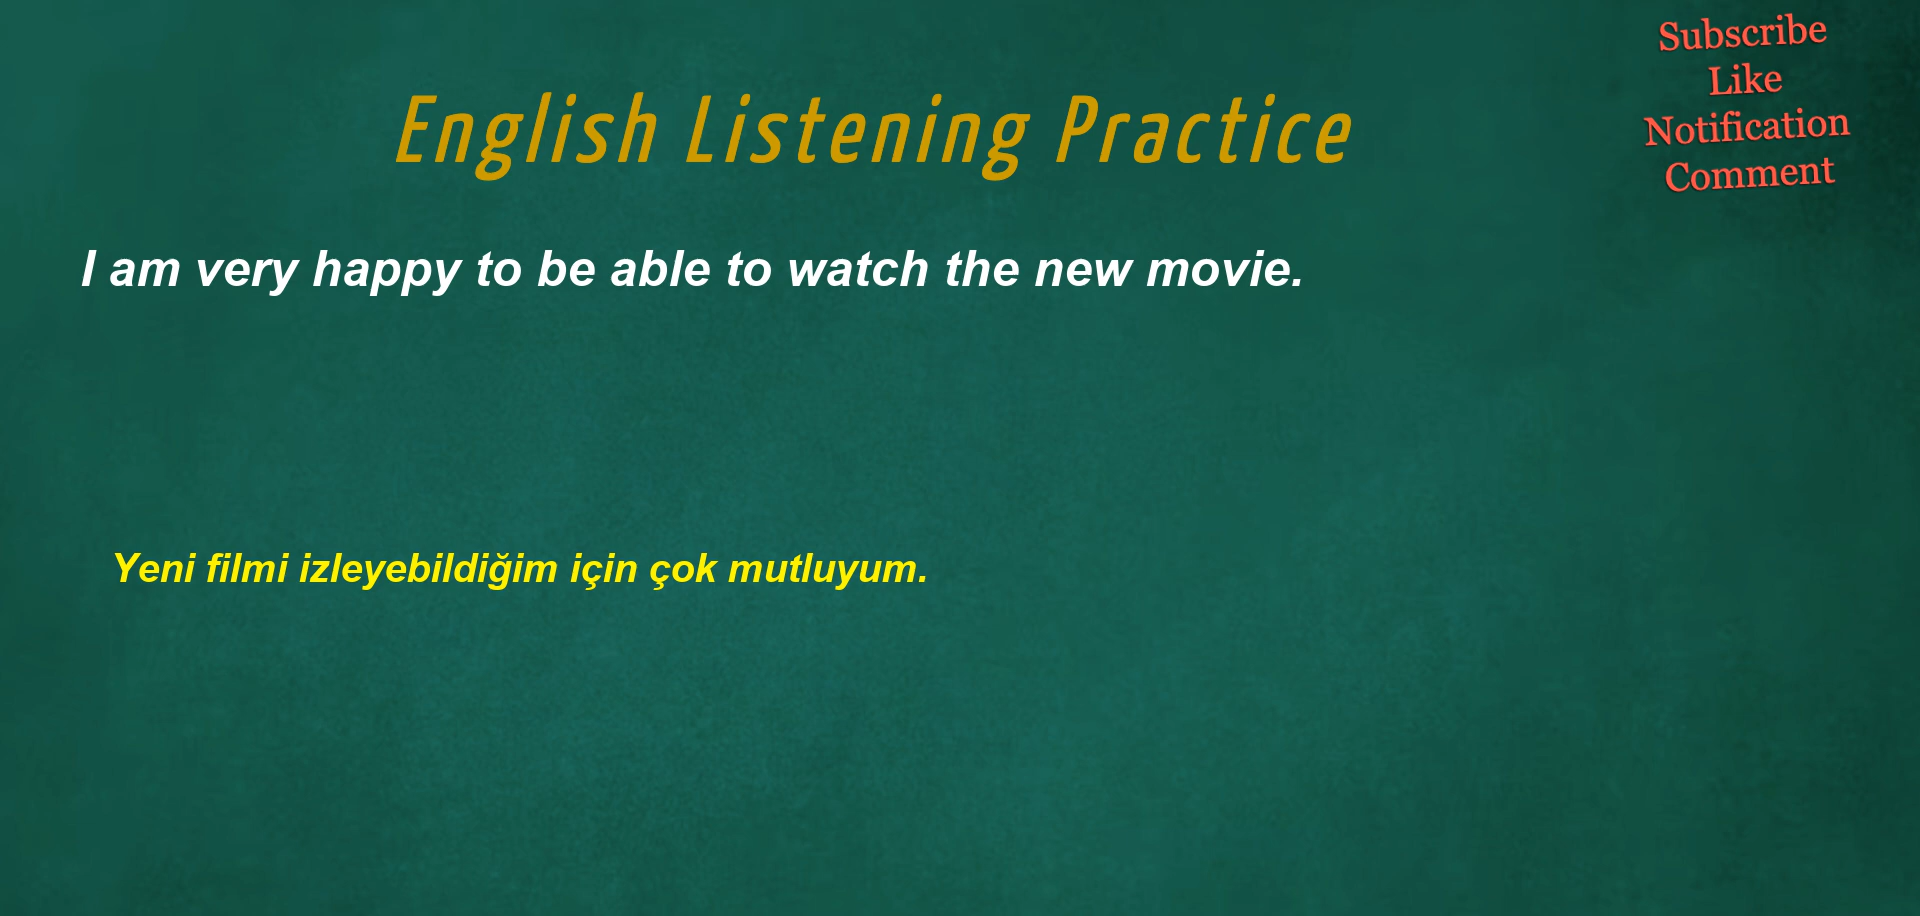 English Listening Practice
Subscribe
Like
Notification
Comment
I am very happy to be able to watch the new movie.
Yeni filmi izleyebildiğim için çok mutluyum.